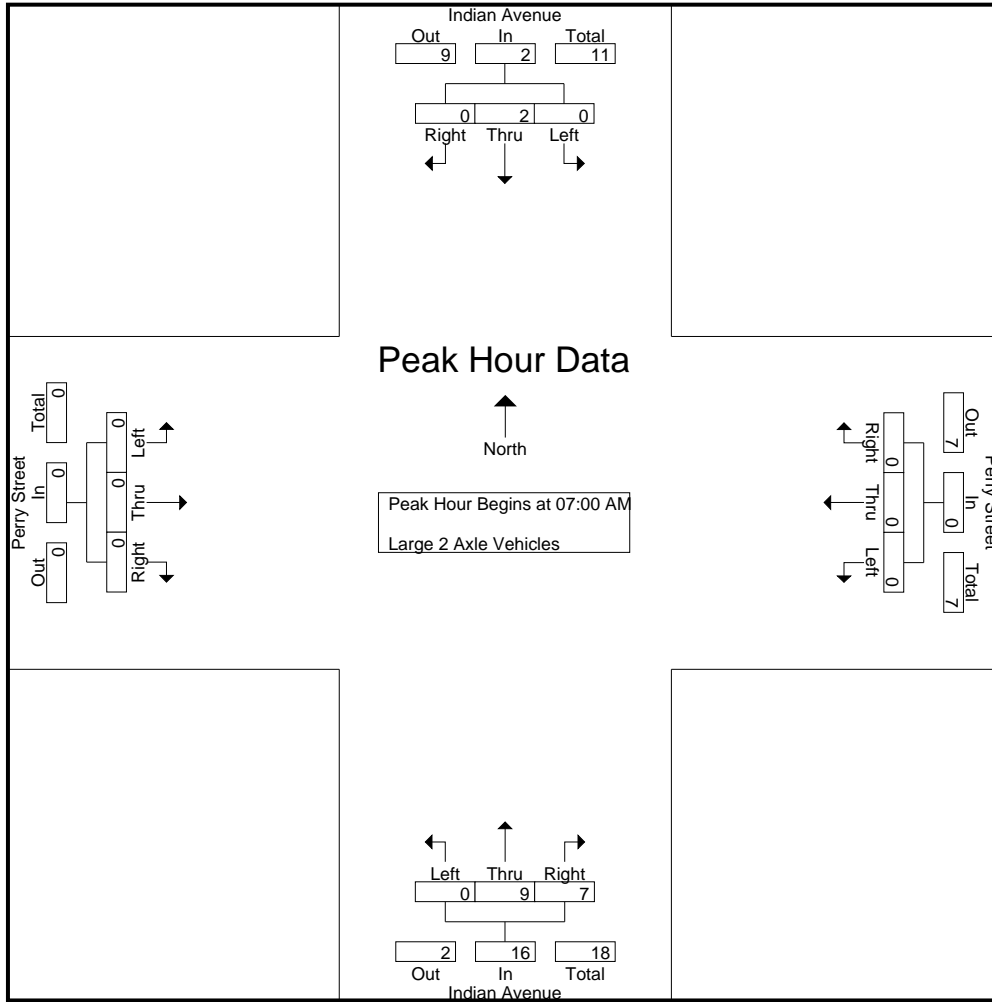 Indian Avenue
Out In Total
9 2 11
0 2 0
Right Thru Left
Peak Hour Data
North
Peak Hour Begins at 07:00 AM
Large 2 Axle Vehicles
Perry Street
Total In Out
0 0 0
0 0 0
Left Thru Right
Right Thru Left
0 0 0
7 0 7
Out In Total
Perry Street
Left Thru Right
0 9 7
2 16 18
Out In Total
Indian Avenue